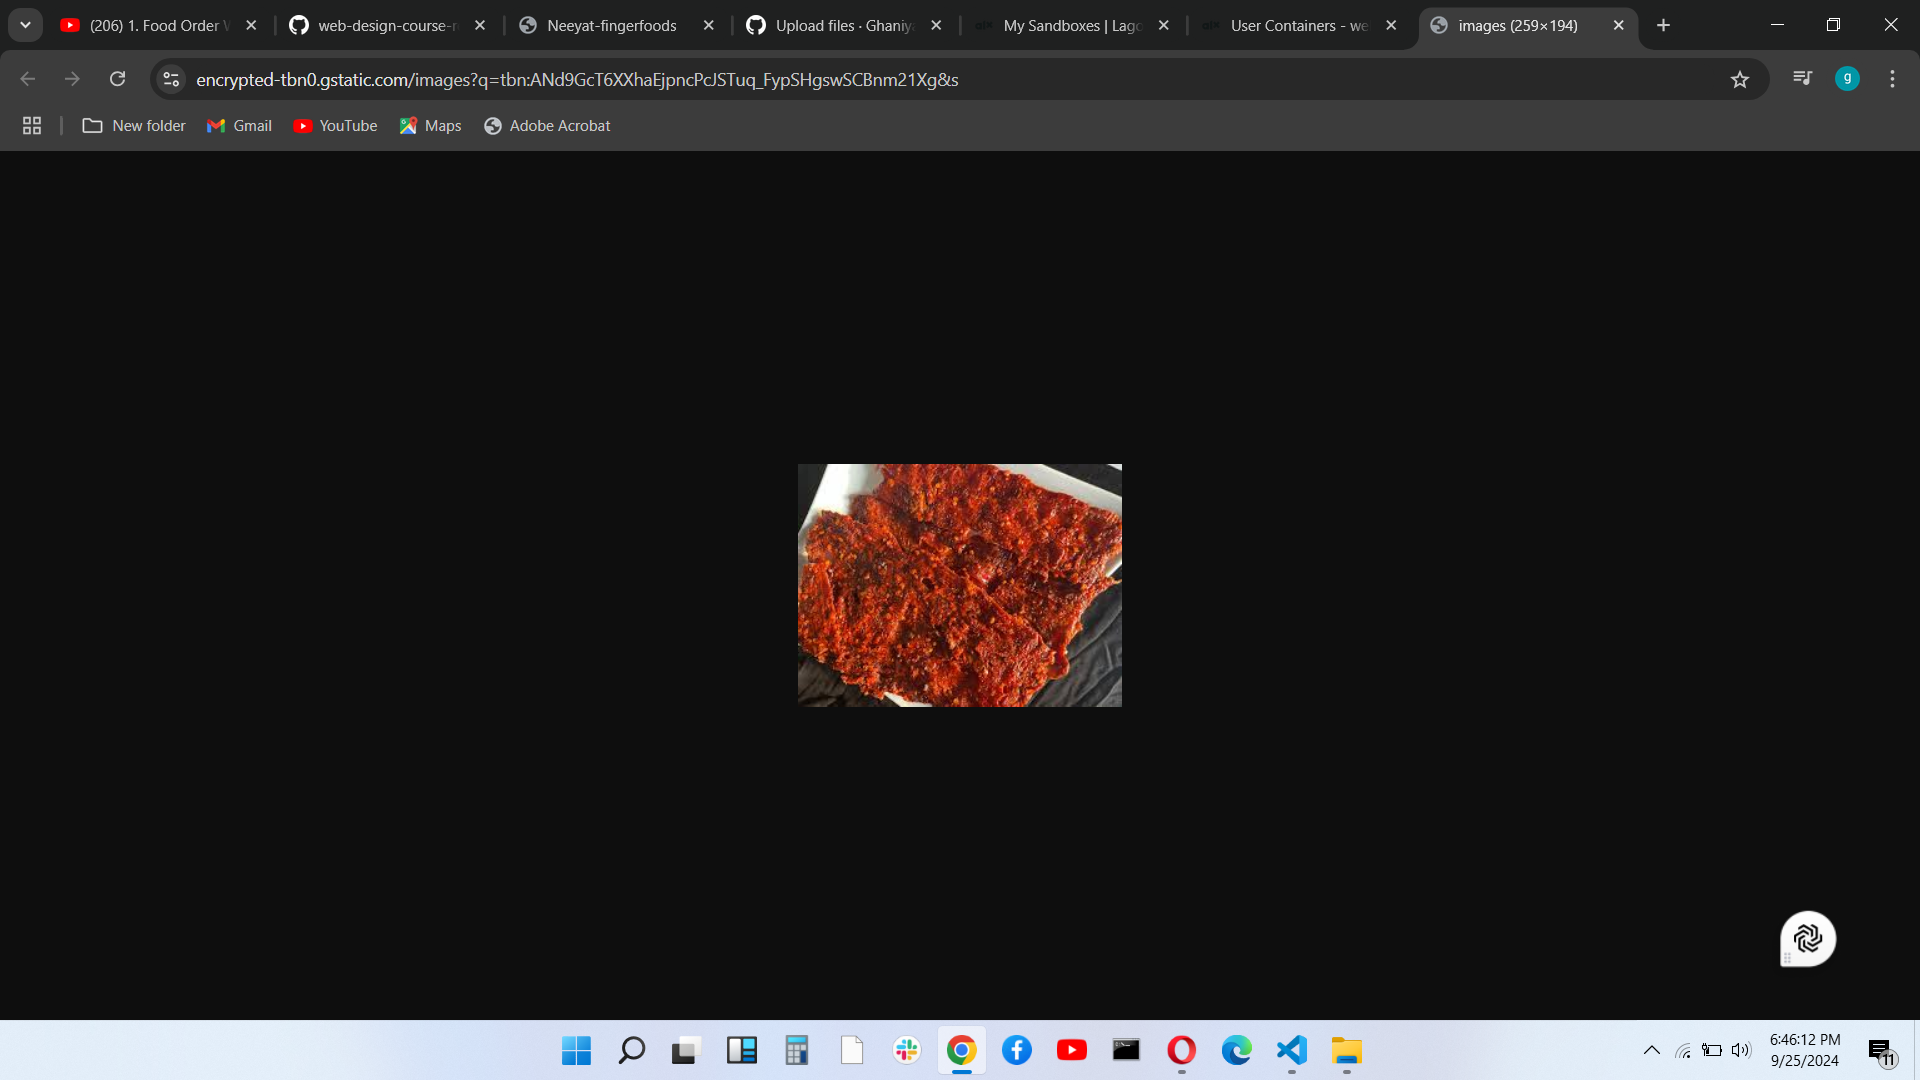 (206) 1. Food Order W
web-design-course-r
Neeyat-fingerfoods
Upload files · Ghaniya
My Sandboxes | Lago
User Containers - we
images (259×194)
encrypted-tbn0.gstatic.com/images?q=tbn:ANd9GcT6XXhaEjpncPcJSTuq_FypSHgswSCBnm21Xg&s
g
New folder
Gmail
YouTube
Maps
Adobe Acrobat
6:46:12 PM
9/25/2024
11